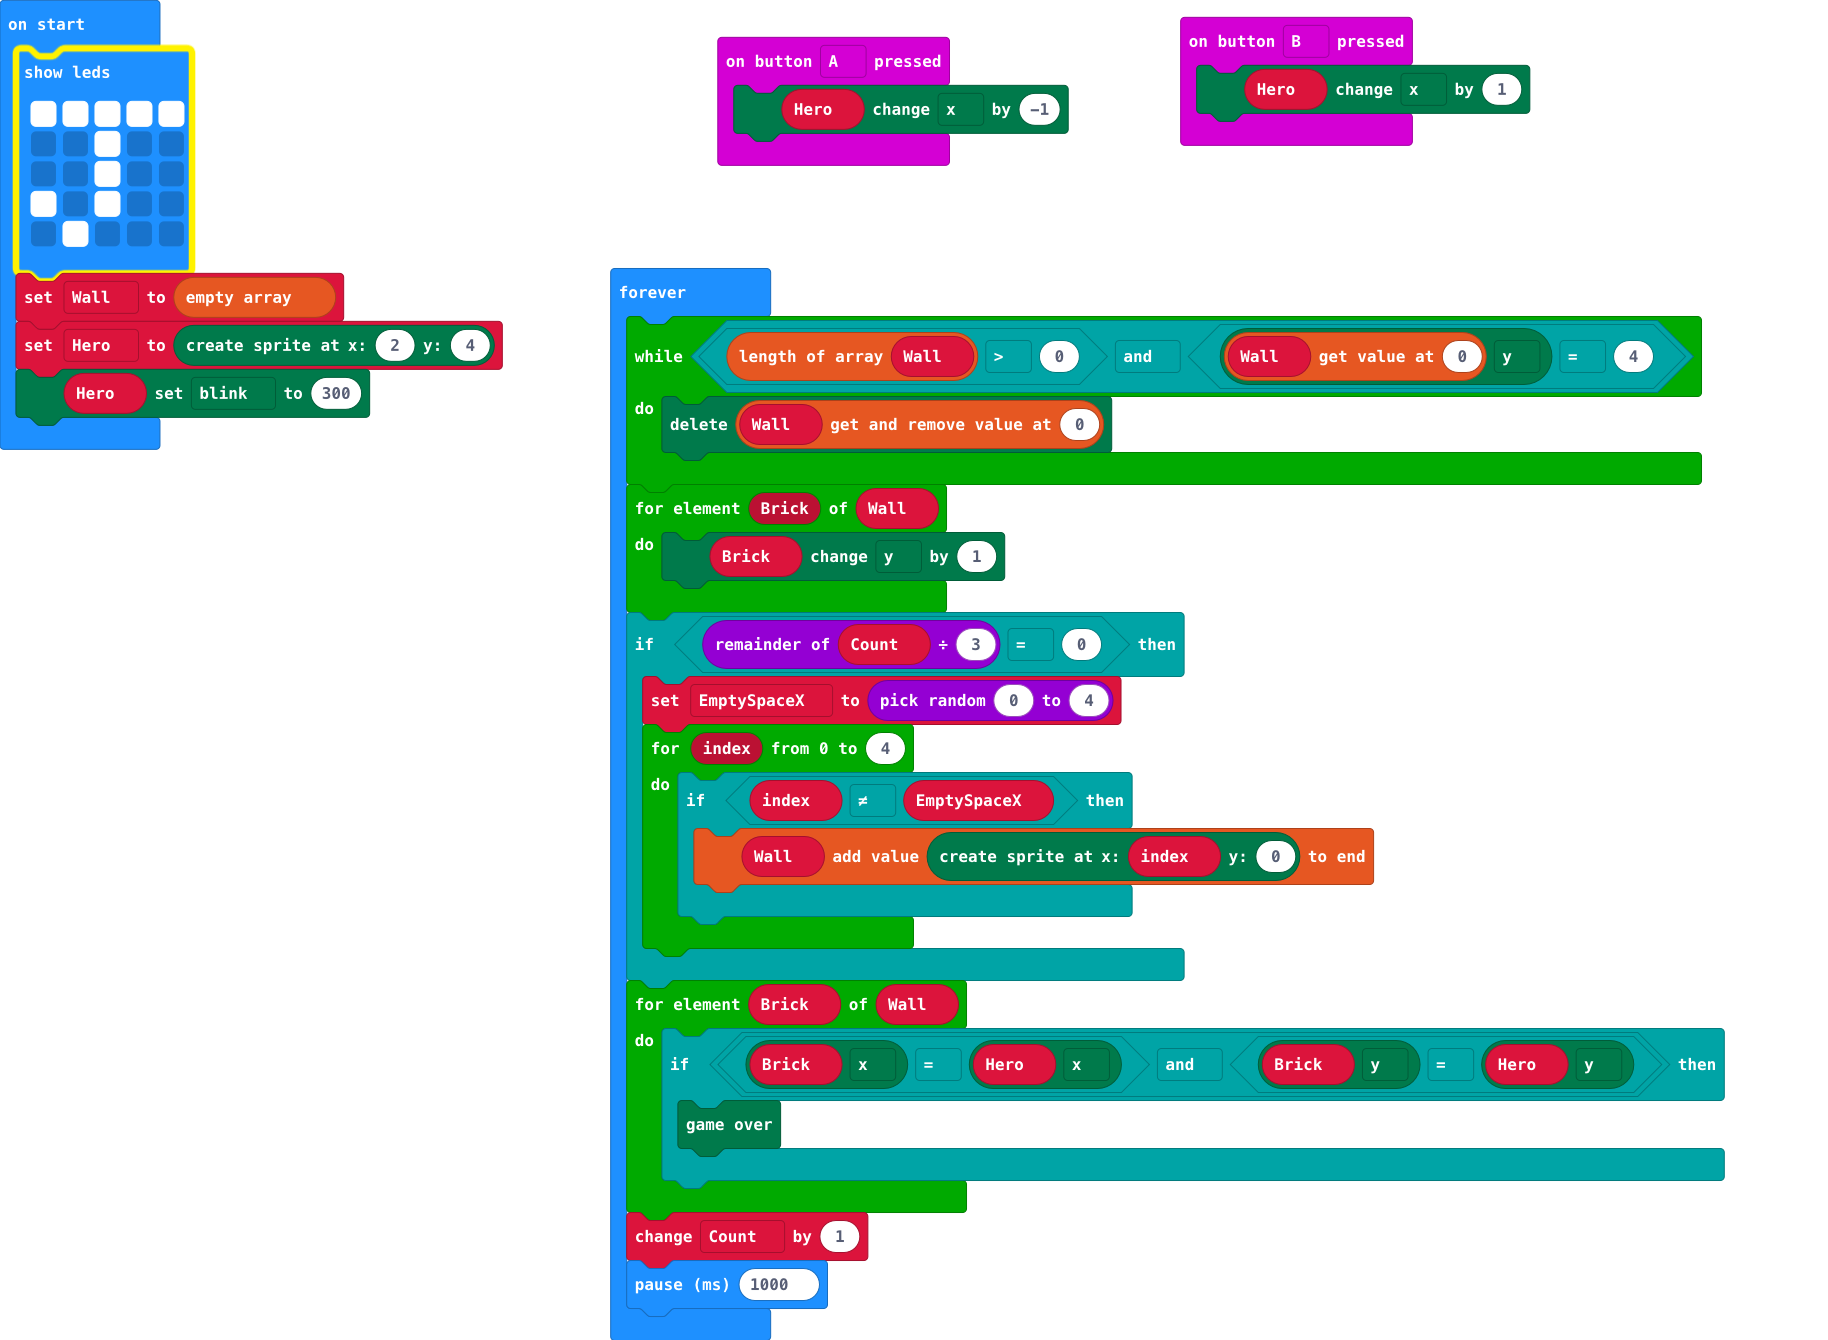 on start
show leds
set Wall to empty array
set Hero to create sprite at x: 2 y: 4
Hero set blink to 300
on button A pressed
Hero change x by −1
on button B pressed
Hero change x by 1
forever
while length of array Wall > 0 and Wall get value at 0 y = 4
do delete Wall get and remove value at 0
for element Brick of Wall
do Brick change y by 1
if remainder of Count ÷ 3 = 0 then
set EmptySpaceX to pick random 0 to 4
for index from 0 to 4
do if index ≠ EmptySpaceX then
Wall add value create sprite at x: index y: 0 to end
for element Brick of Wall
do if Brick x = Hero x and Brick y = Hero y then
game over
change Count by 1
pause (ms) 1000